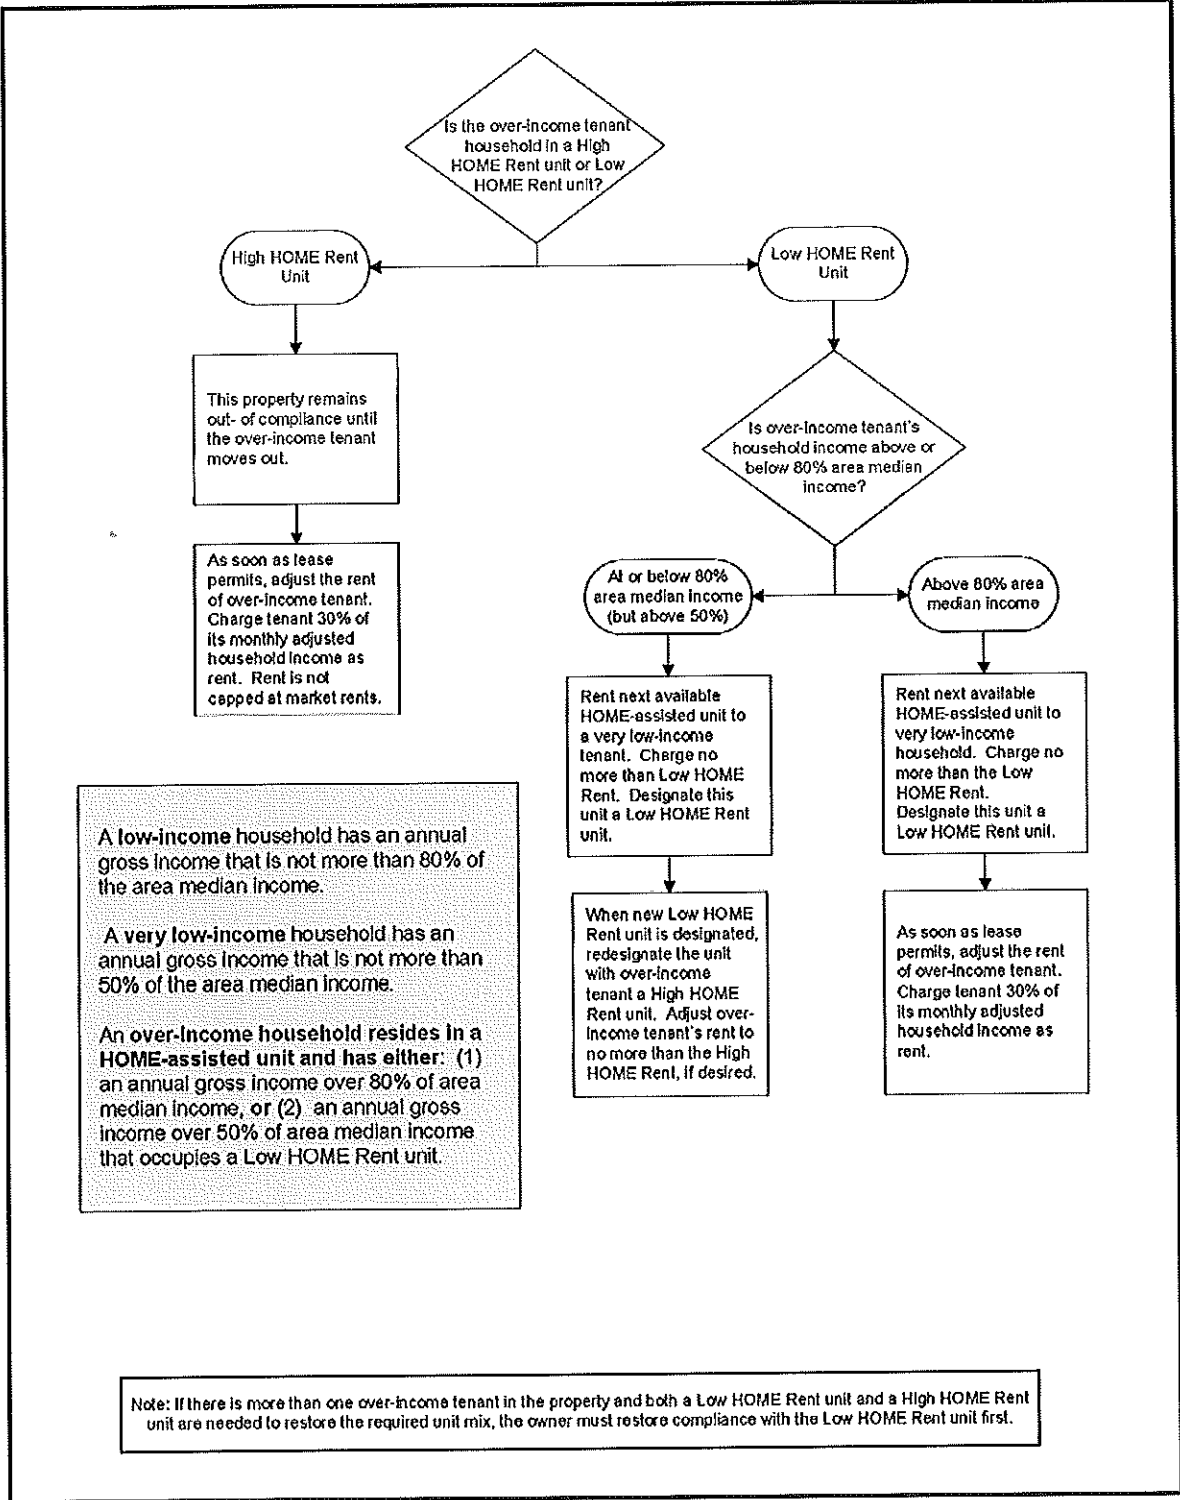 Is the over-income tenant
household in a High
HOME Rent unit or Low
HOME Rent unit?
High HOME Rent
Unit
Low HOME Rent
Unit
This property remains
out- of compliance until
the over-income tenant
moves out.
As soon as lease
permits, adjust the rent
of over-income tenant.
Charge tenant 30% of
its monthly adjusted
household income as
rent. Rent is not
capped at market rents.
Is over-income tenant's
household income above or
below 80% area median
income?
At or below 80%
area median income
(but above 50%)
Above 80% area
median income
Rent next available
HOME-assisted unit to
a very low-income
tenant. Charge no
more than Low HOME
Rent. Designate this
unit a Low HOME Rent
unit.
Rent next available
HOME-assisted unit to
very low-income
household. Charge no
more than the Low
HOME Rent.
Designate this unit a
Low HOME Rent unit.
When new Low HOME
Rent unit is designated,
redesignate the unit
with over-income
tenant a High HOME
Rent unit. Adjust over-
income tenant's rent to
no more than the High
HOME Rent, if desired.
As soon as lease
permits, adjust the rent
of over-income tenant.
Charge tenant 30% of
its monthly adjusted
household income as
rent.
A low-income household has an annual
gross income that is not more than 80% of
the area median income.
A very low-income household has an
annual gross income that is not more than
50% of the area median income.
An over-income household resides in a
HOME-assisted unit and has either: (1)
an annual gross income over 80% of area
median income, or (2) an annual gross
income over 50% of area median income
that occupies a Low HOME Rent unit.
Note: If there is more than one over-income tenant in the property and both a Low HOME Rent unit and a High HOME Rent
unit are needed to restore the required unit mix, the owner must restore compliance with the Low HOME Rent unit first.